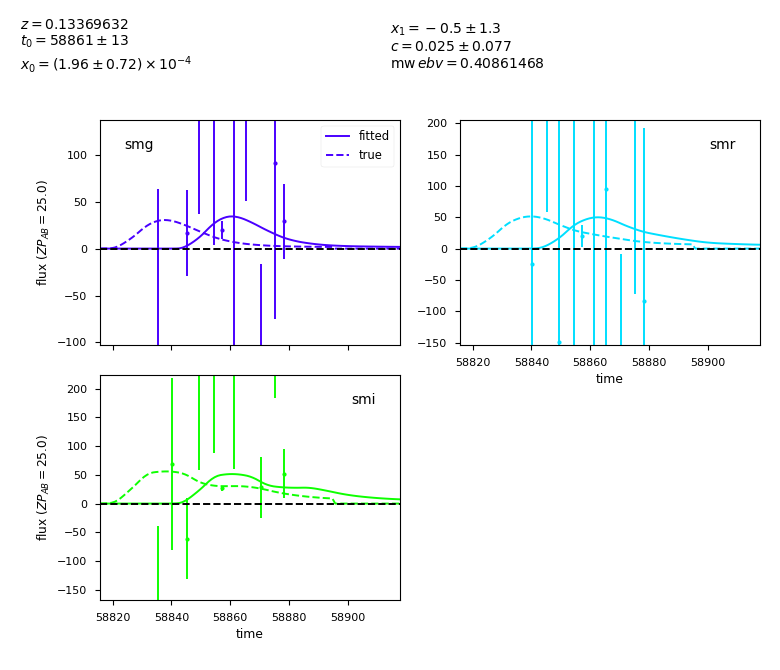 z = 0.13369632
t0 = 58861 ± 13
x0 = (1.96 ± 0.72) × 10^−4
x1 = −0.5 ± 1.3
c = 0.025 ± 0.077
mw ebv = 0.40861468
smg
fitted
true
100
50
0
−50
−100
flux (ZP_AB = 25.0)
smr
200
150
100
50
0
−50
−100
−150
58820 58840 58860 58880 58900
time
smi
200
150
100
50
0
−50
−100
−150
flux (ZP_AB = 25.0)
58820 58840 58860 58880 58900
time